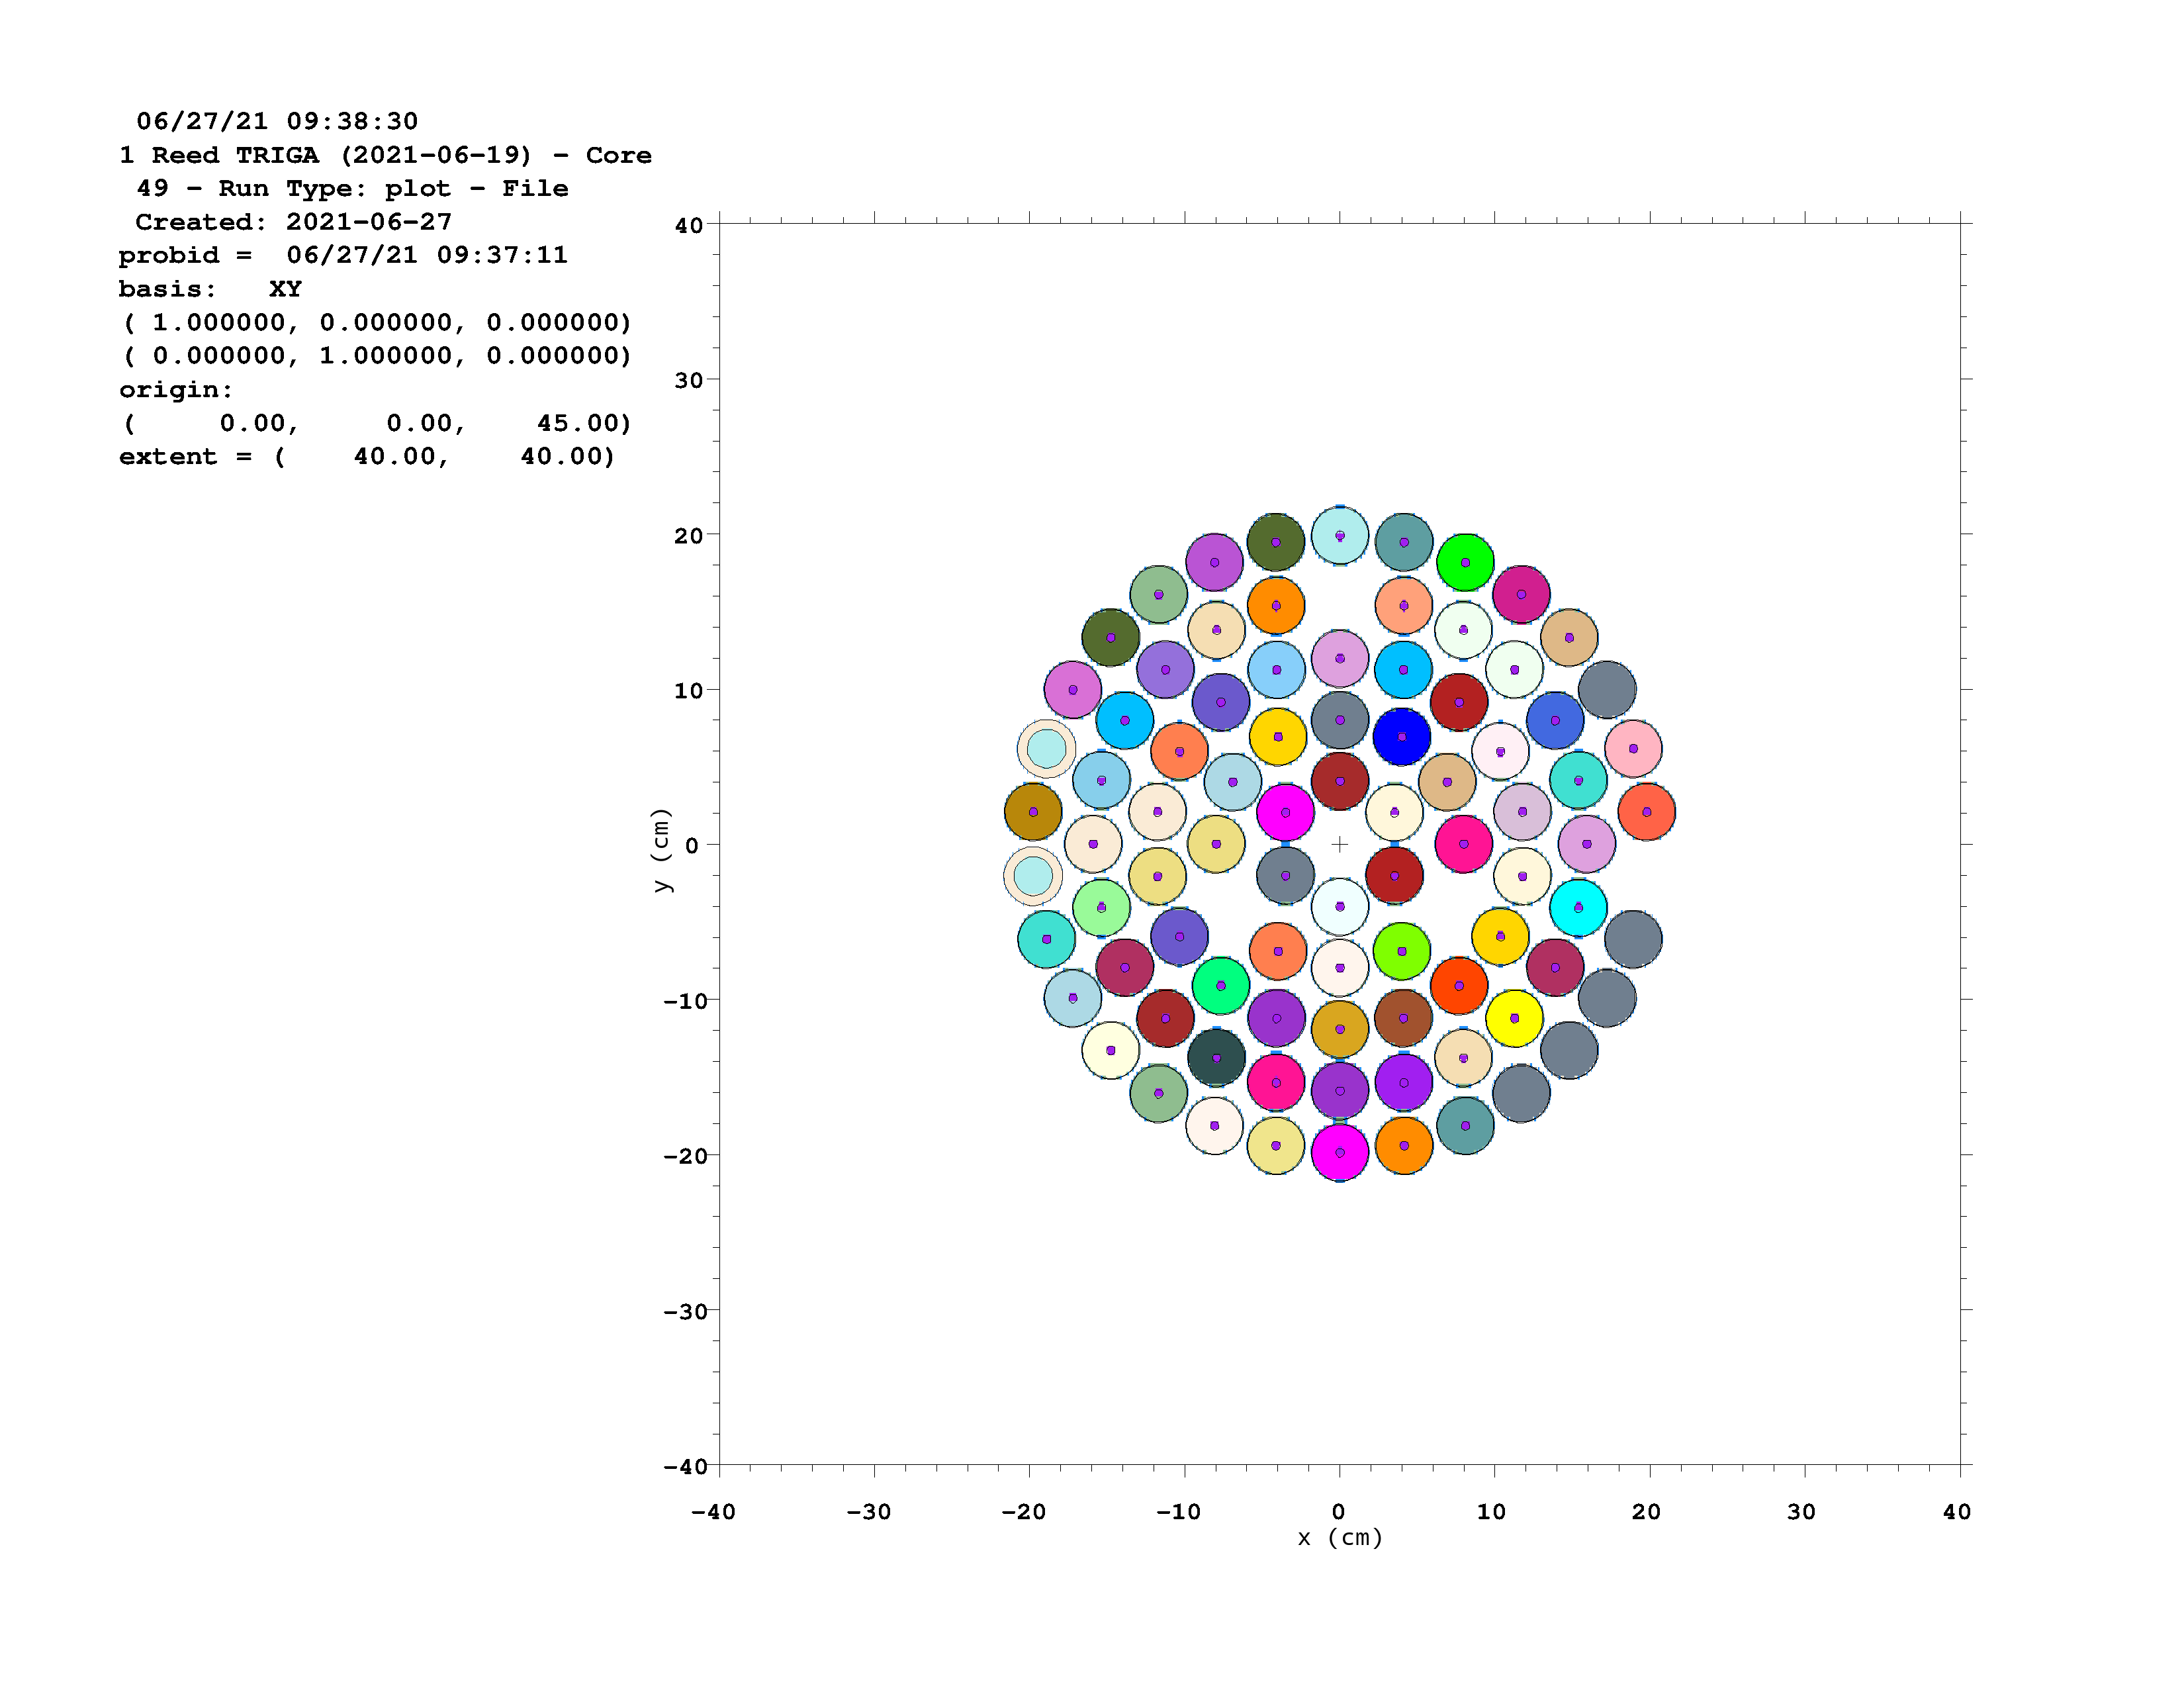 06/27/21 09:38:30
1 Reed TRIGA (2021-06-19) - Core
49 - Run Type: plot - File
Created: 2021-06-27
probid = 06/27/21 09:37:11
basis: XY
( 1.000000, 0.000000, 0.000000)
( 0.000000, 1.000000, 0.000000)
origin:
( 0.00, 0.00, 45.00)
extent = ( 40.00, 40.00)
40
30
20
10
0
-10
-20
-30
-40
y (cm)
-40 -30 -20 -10 0 10 20 30 40
x (cm)